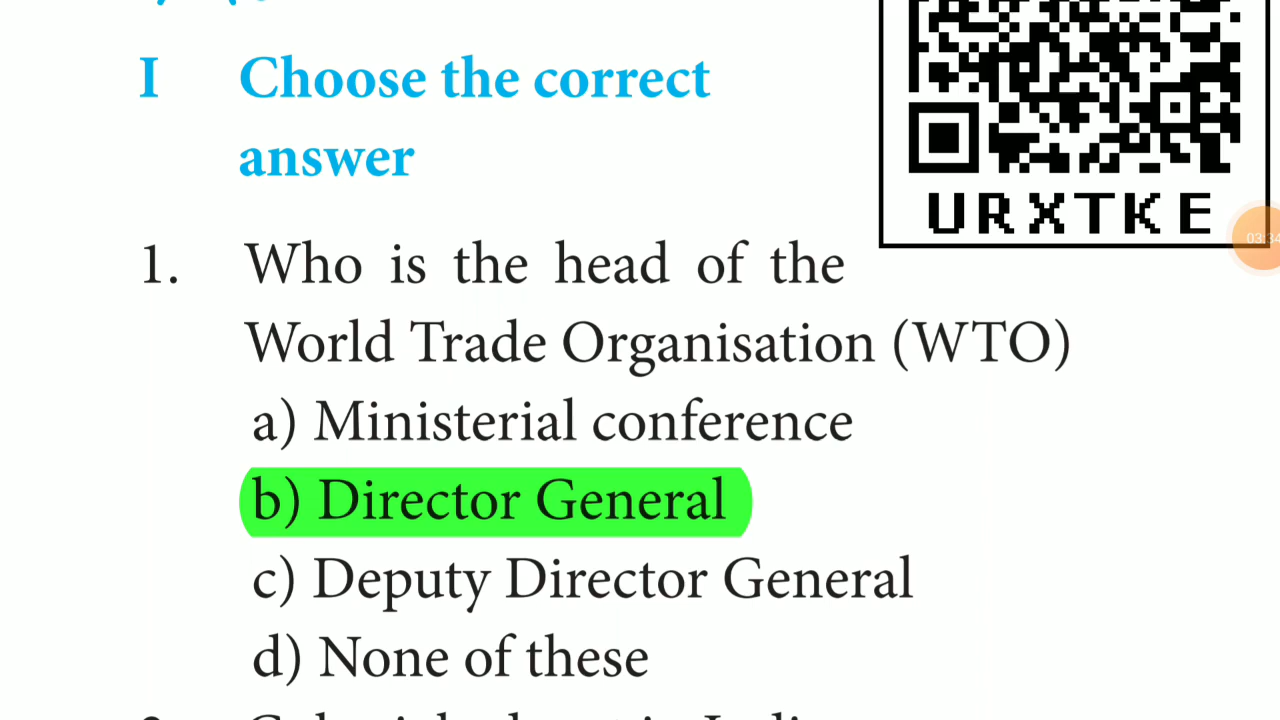 I Choose the correct
answer
URXTKE
1. Who is the head of the
World Trade Organisation (WTO)
a) Ministerial conference
b) Director General
c) Deputy Director General
d) None of these